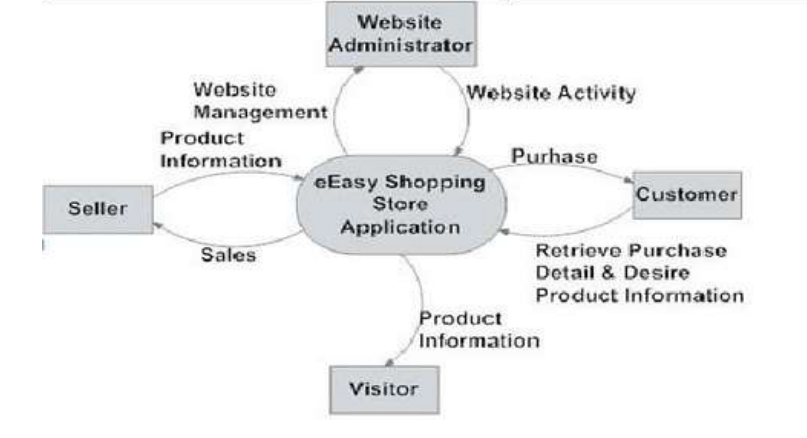 Website
Administrator
Website
Management
Website Activity
Product
Information
Purhase
eEasy Shopping
Store
Application
Customer
Seller
Sales
Retrieve Purchase
Detail & Desire
Product Information
Product
Information
Visitor